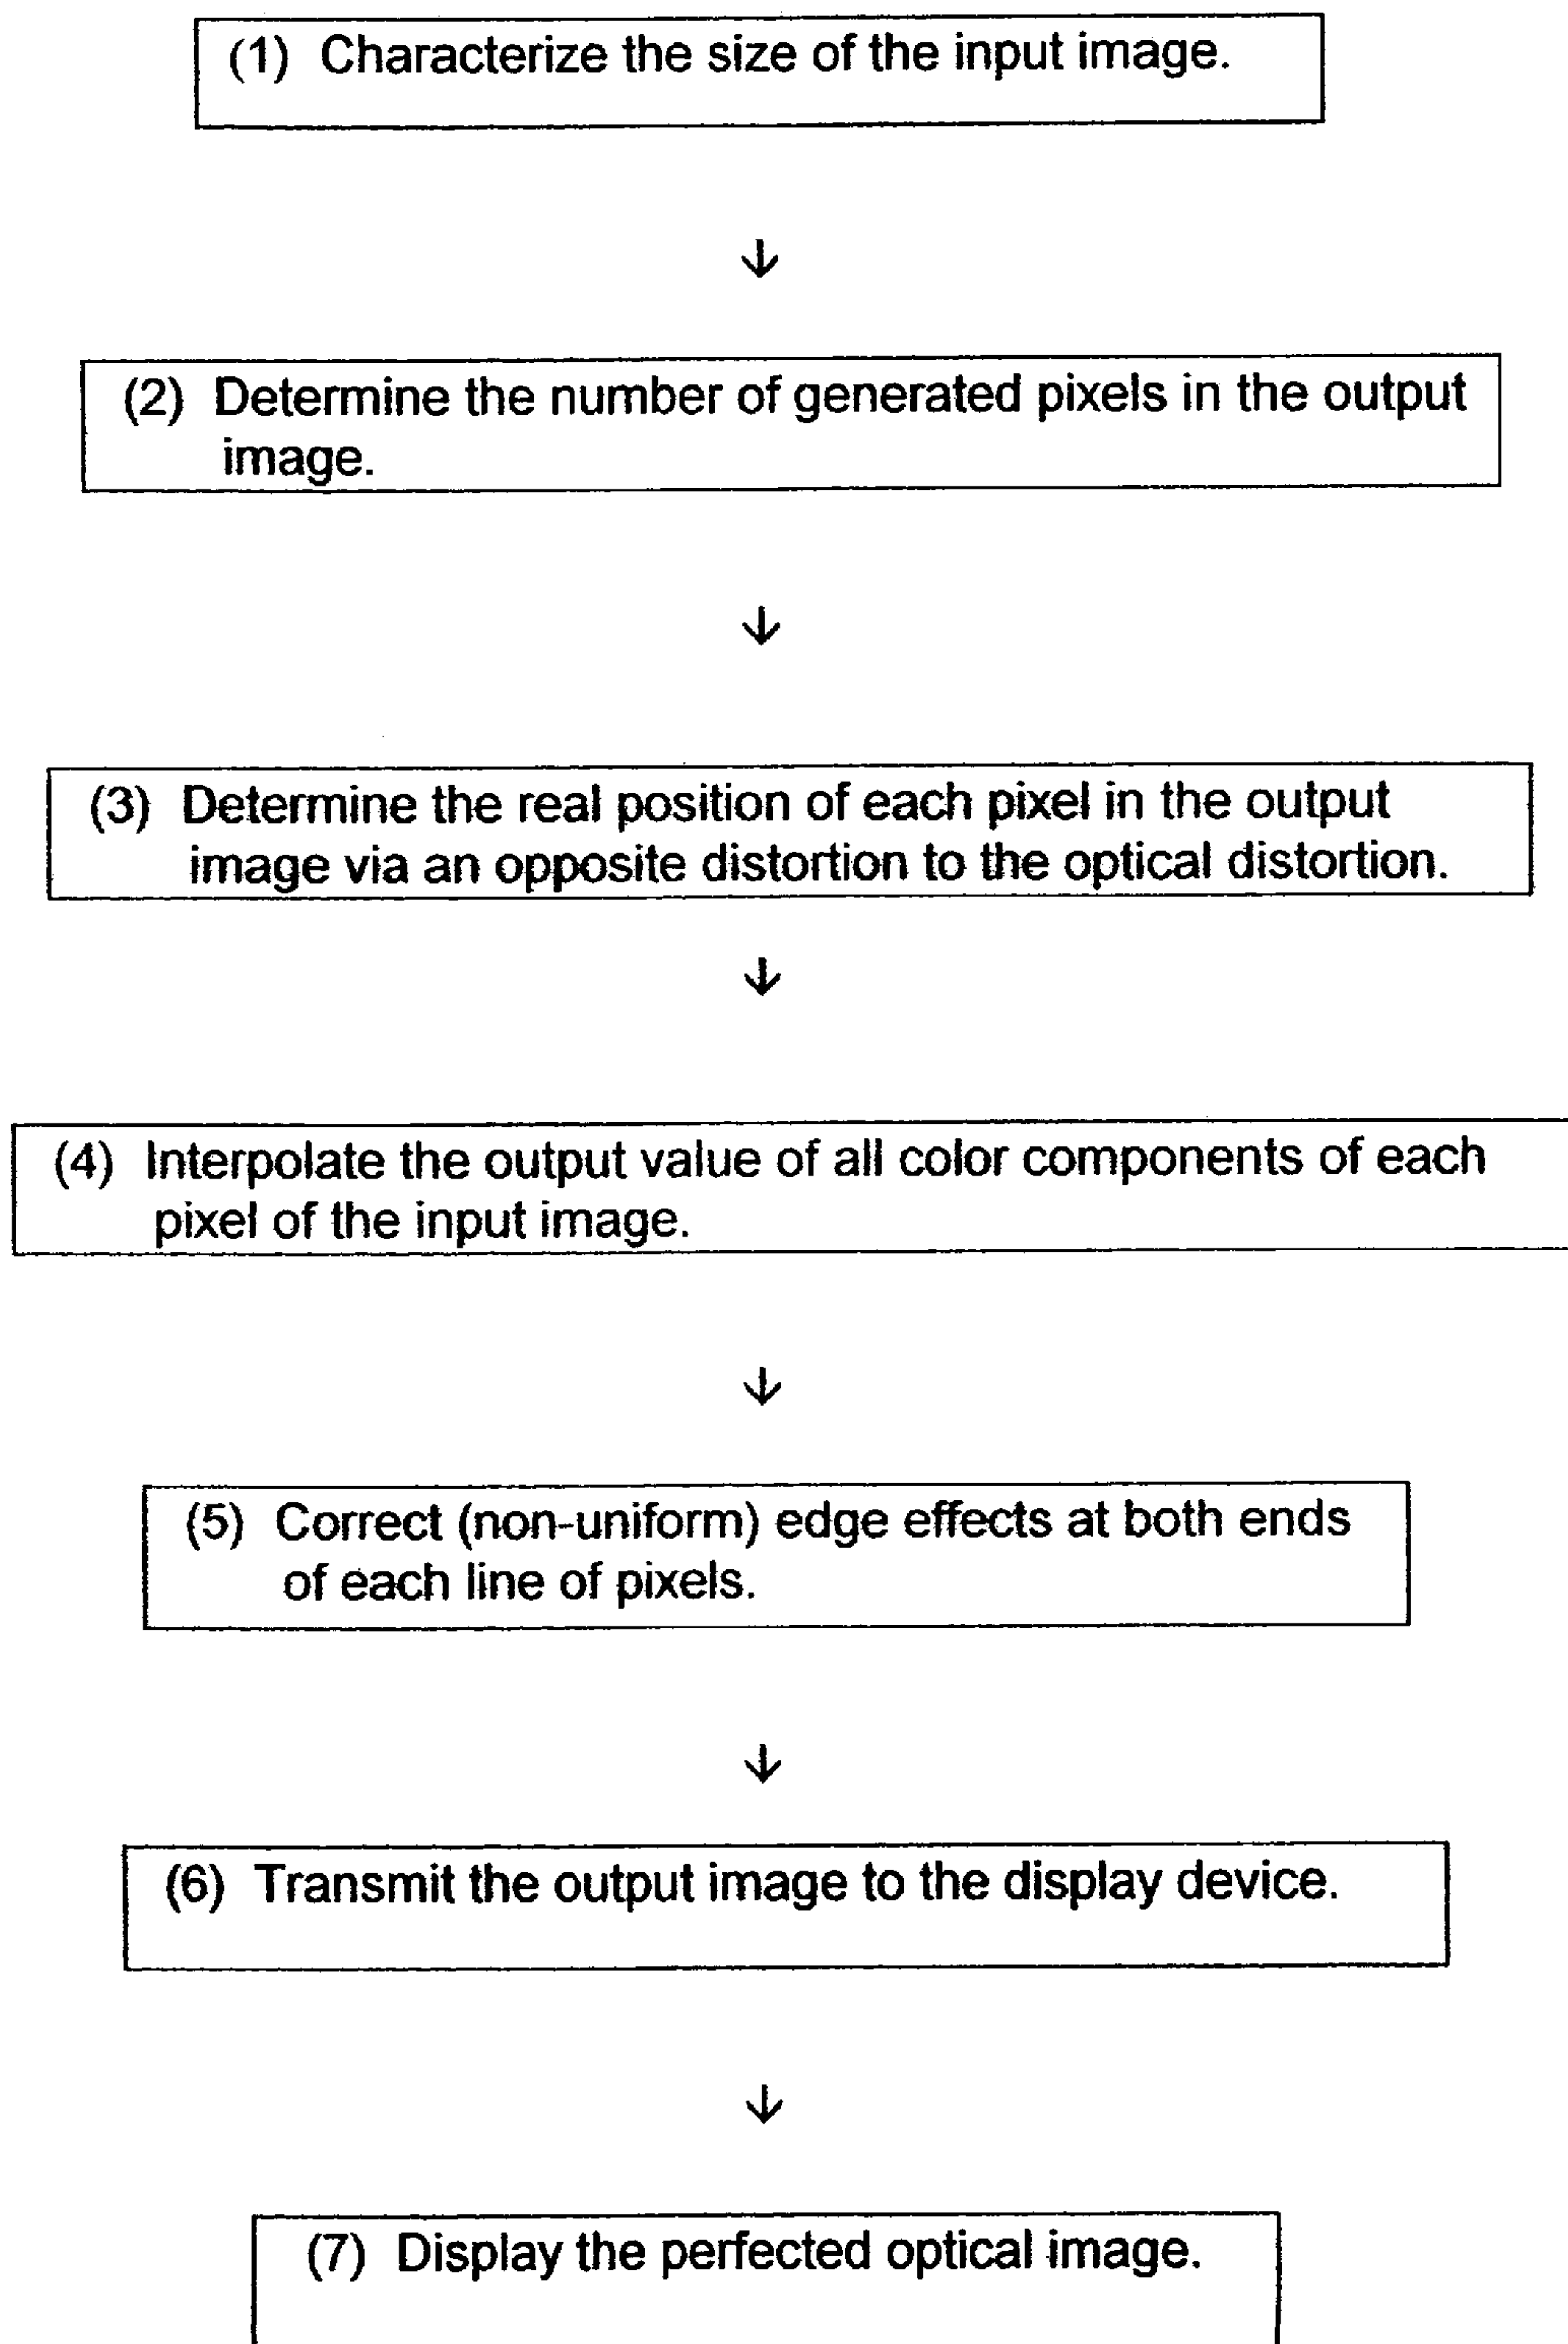 (1) Characterize the size of the input image.
↓
(2) Determine the number of generated pixels in the output
image.
↓
(3) Determine the real position of each pixel in the output
image via an opposite distortion to the optical distortion.
↓
(4) Interpolate the output value of all color components of each
pixel of the input image.
↓
(5) Correct (non-uniform) edge effects at both ends
of each line of pixels.
↓
(6) Transmit the output image to the display device.
↓
(7) Display the perfected optical image.